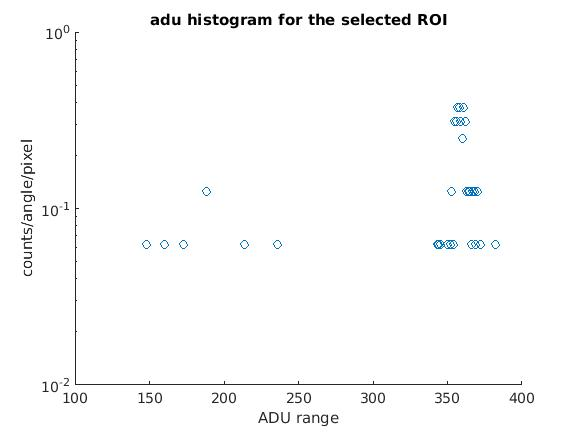 adu histogram for the selected ROI
10^0
10^-1
10^-2
counts/angle/pixel
100 150 200 250 300 350 400
ADU range